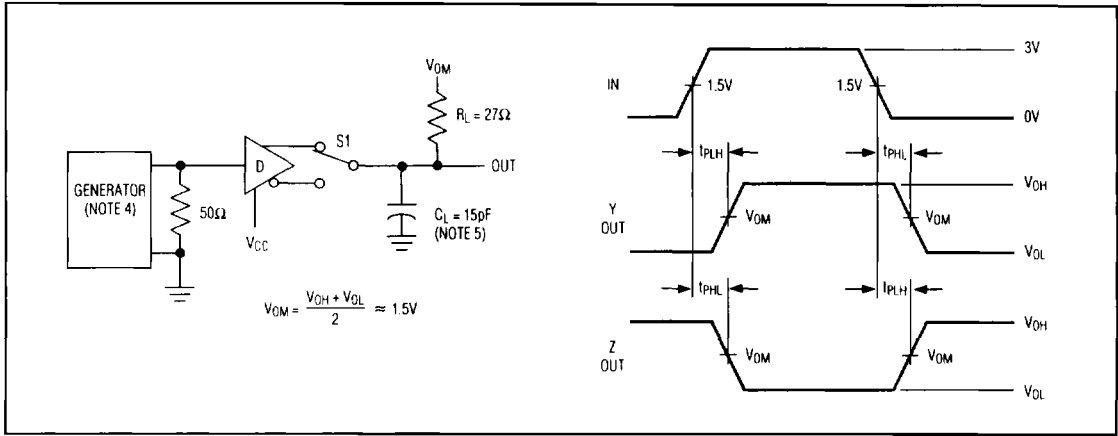 GENERATOR
(NOTE 4)
50Ω
D
VCC
S1
VOM
RL = 27Ω
OUT
CL = 15pF
(NOTE 5)
VOM = VOH + VOL / 2 ≈ 1.5V
IN
1.5V
1.5V
3V
0V
tPLH
tPHL
Y
OUT
VOM
VOM
VOH
VOL
tPHL
tPLH
Z
OUT
VOM
VOM
VOH
VOL